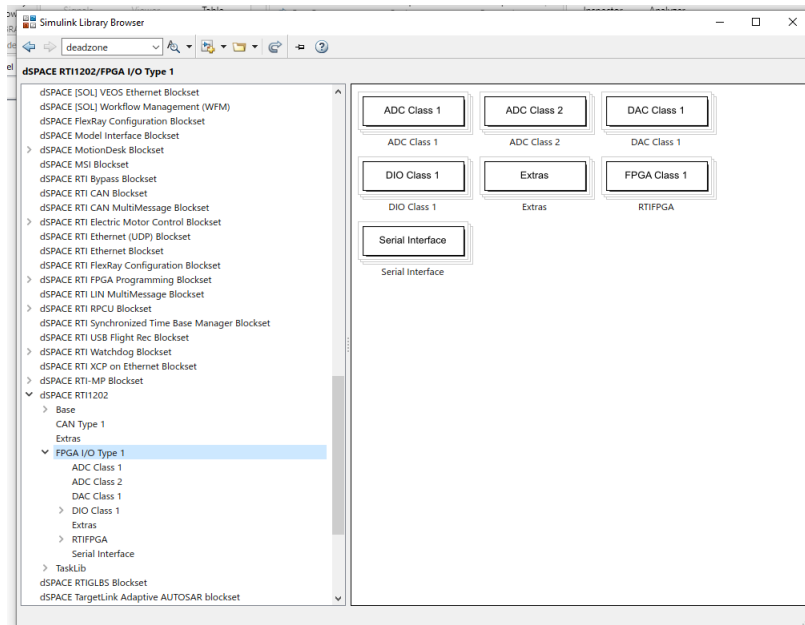 Table
Simulink Library Browser
deadzone
dSPACE RTI1202/FPGA I/O Type 1
dSPACE [SOL] VEOS Ethernet Blockset
dSPACE [SOL] Workflow Management (WFM)
dSPACE FlexRay Configuration Blockset
dSPACE Model Interface Blockset
dSPACE MotionDesk Blockset
dSPACE MSI Blockset
dSPACE RTI Bypass Blockset
dSPACE RTI CAN Blockset
dSPACE RTI CAN MultiMessage Blockset
dSPACE RTI Electric Motor Control Blockset
dSPACE RTI Ethernet (UDP) Blockset
dSPACE RTI Ethernet Blockset
dSPACE RTI FlexRay Configuration Blockset
dSPACE RTI FPGA Programming Blockset
dSPACE RTI LIN MultiMessage Blockset
dSPACE RTI RPCU Blockset
dSPACE RTI Synchronized Time Base Manager Blockset
dSPACE RTI USB Flight Rec Blockset
dSPACE RTI Watchdog Blockset
dSPACE RTI XCP on Ethernet Blockset
dSPACE RTI-MP Blockset
dSPACE RTI1202
Base
CAN Type 1
Extras
FPGA I/O Type 1
ADC Class 1
ADC Class 2
DAC Class 1
DIO Class 1
Extras
RTIFPGA
Serial Interface
TaskLib
dSPACE RTIGLBS Blockset
dSPACE TargetLink Adaptive AUTOSAR blockset
ADC Class 1
ADC Class 2
DAC Class 1
ADC Class 1
ADC Class 2
DAC Class 1
DIO Class 1
Extras
FPGA Class 1
DIO Class 1
Extras
RTIFPGA
Serial Interface
Serial Interface